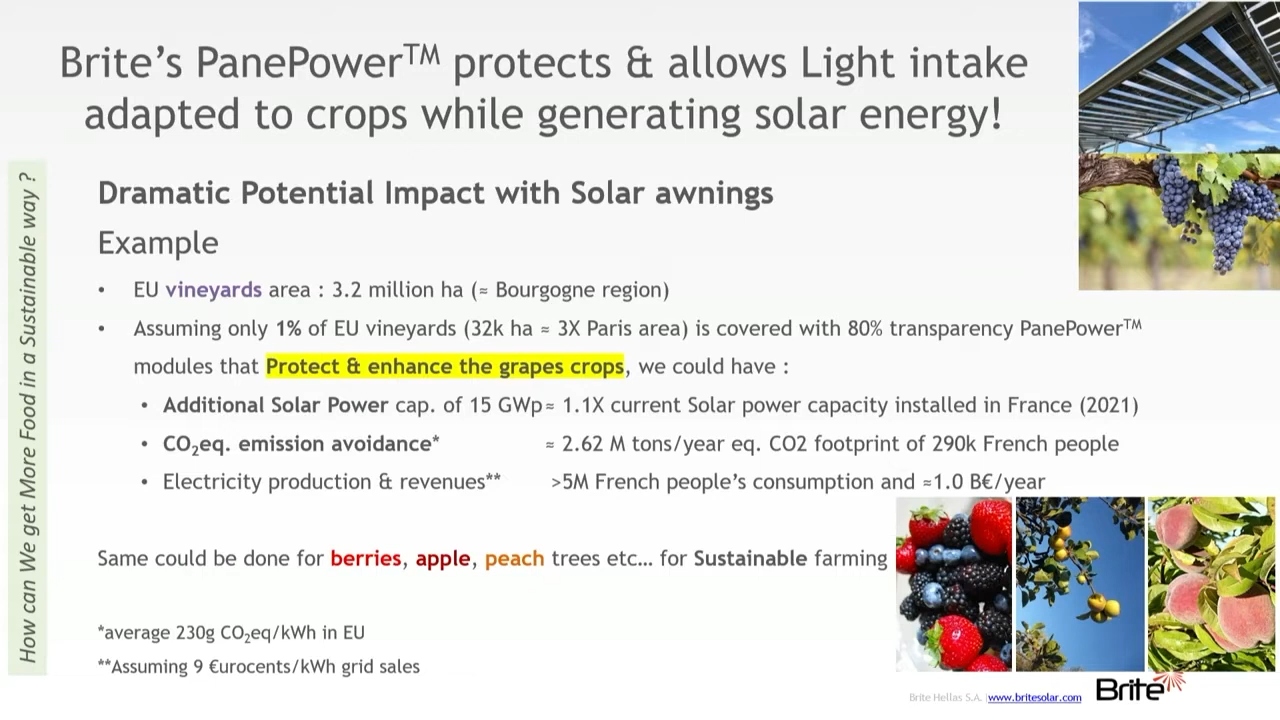 Brite’s PanePower™ protects & allows Light intake
adapted to crops while generating solar energy!
How can We get More Food in a Sustainable way ?
Dramatic Potential Impact with Solar awnings
Example
• EU vineyards area : 3.2 million ha (≈ Bourgogne region)
• Assuming only 1% of EU vineyards (32k ha ≈ 3X Paris area) is covered with 80% transparency PanePower™
modules that Protect & enhance the grapes crops, we could have :
• Additional Solar Power cap. of 15 GWp ≈ 1.1X current Solar power capacity installed in France (2021)
• CO₂eq. emission avoidance* ≈ 2.62 M tons/year eq. CO2 footprint of 290k French people
• Electricity production & revenues** >5M French people’s consumption and ≈1.0 B€/year
Same could be done for berries, apple, peach trees etc… for Sustainable farming
*average 230g CO₂eq/kWh in EU
**Assuming 9 €urocents/kWh grid sales
Brite Hellas S.A. |www.britesolar.com
Brite